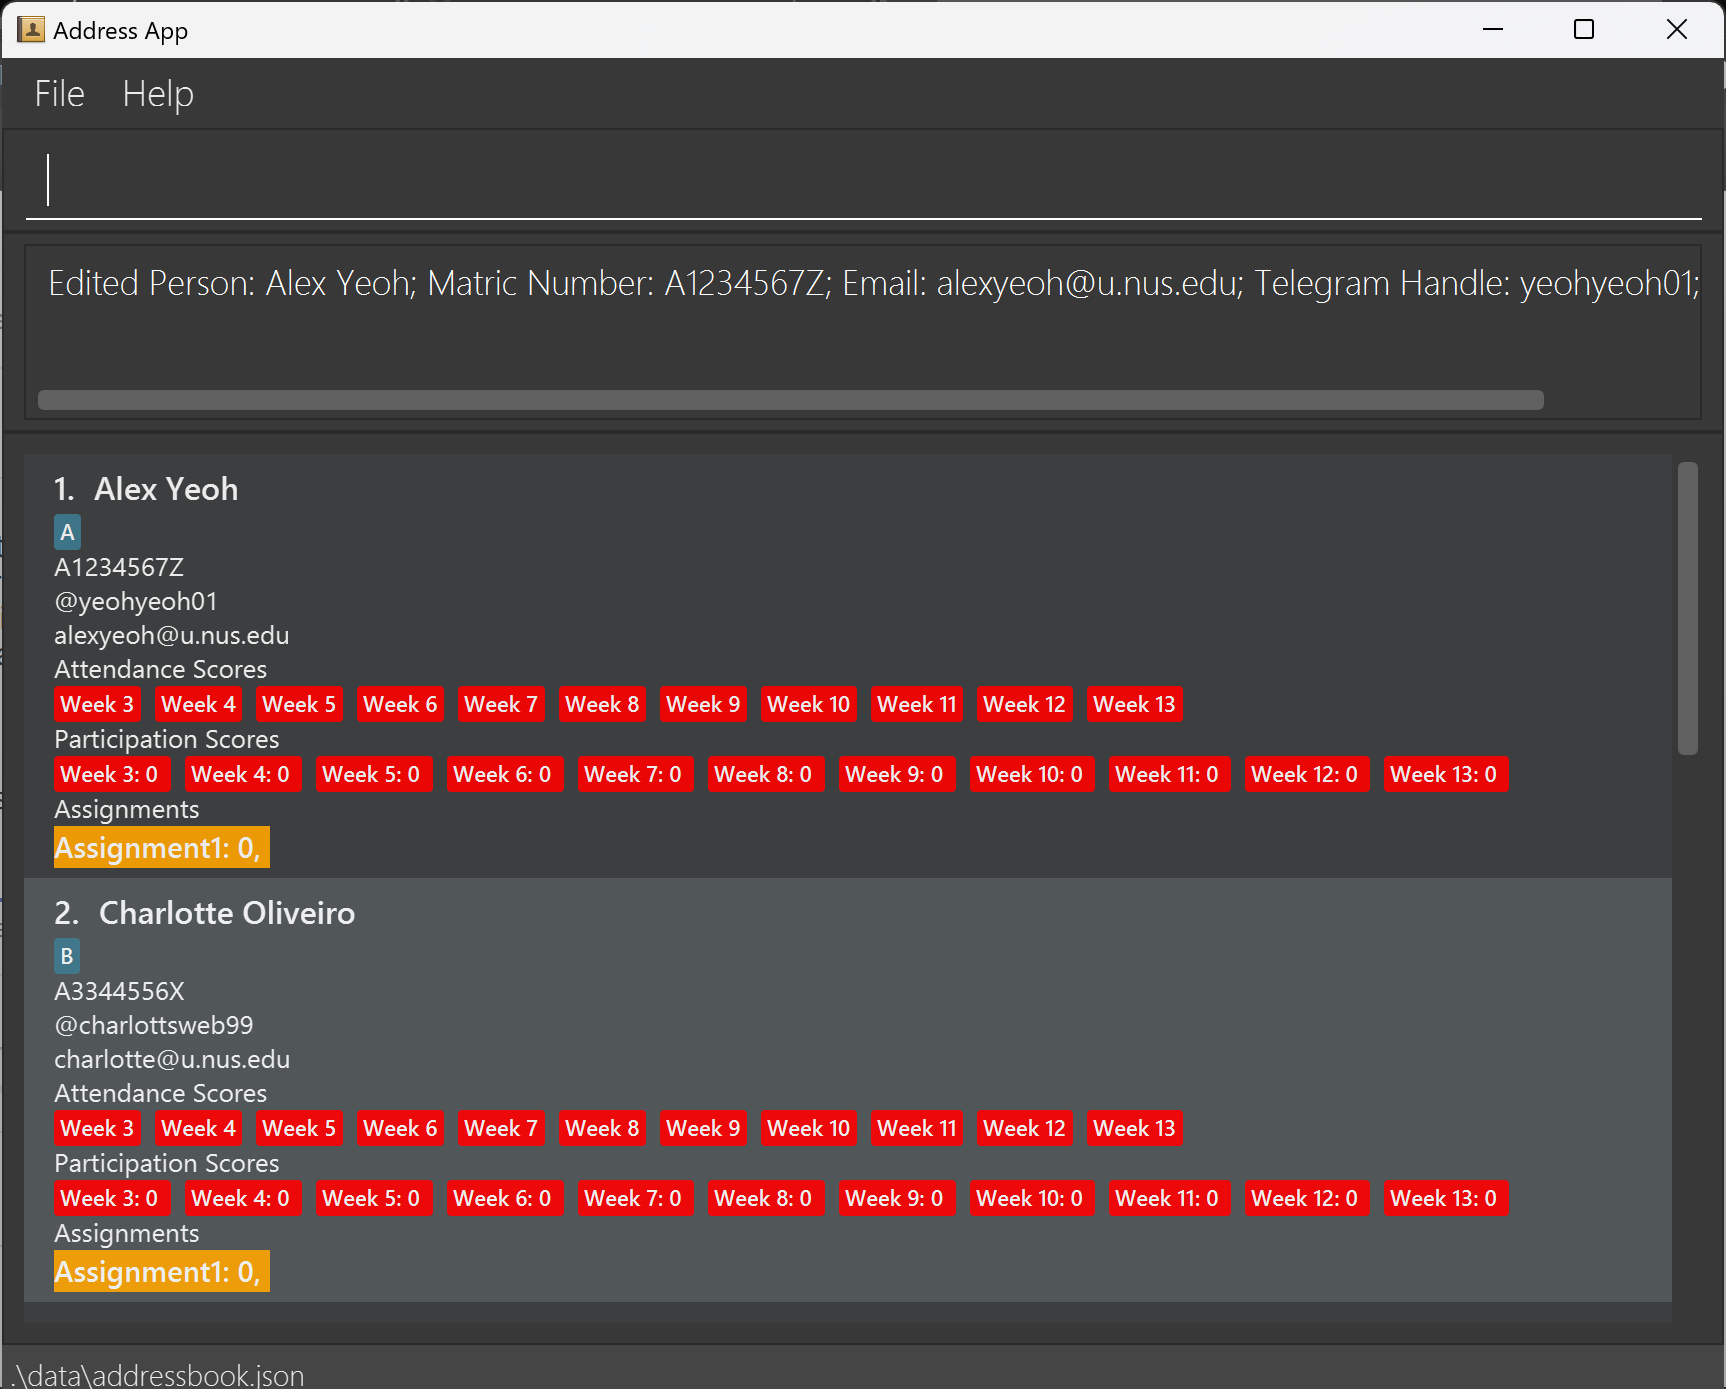 Address App
File Help
Edited Person: Alex Yeoh; Matric Number: A1234567Z; Email: alexyeoh@u.nus.edu; Telegram Handle: yeohyeoh01;
1. Alex Yeoh
A
A1234567Z
@yeohyeoh01
alexyeoh@u.nus.edu
Attendance Scores
Week 3 Week 4 Week 5 Week 6 Week 7 Week 8 Week 9 Week 10 Week 11 Week 12 Week 13
Participation Scores
Week 3: 0 Week 4: 0 Week 5: 0 Week 6: 0 Week 7: 0 Week 8: 0 Week 9: 0 Week 10: 0 Week 11: 0 Week 12: 0 Week 13: 0
Assignments
Assignment1: 0,
2. Charlotte Oliveiro
B
A3344556X
@charlottsweb99
charlotte@u.nus.edu
Attendance Scores
Week 3 Week 4 Week 5 Week 6 Week 7 Week 8 Week 9 Week 10 Week 11 Week 12 Week 13
Participation Scores
Week 3: 0 Week 4: 0 Week 5: 0 Week 6: 0 Week 7: 0 Week 8: 0 Week 9: 0 Week 10: 0 Week 11: 0 Week 12: 0 Week 13: 0
Assignments
Assignment1: 0,
.\data\addressbook.json